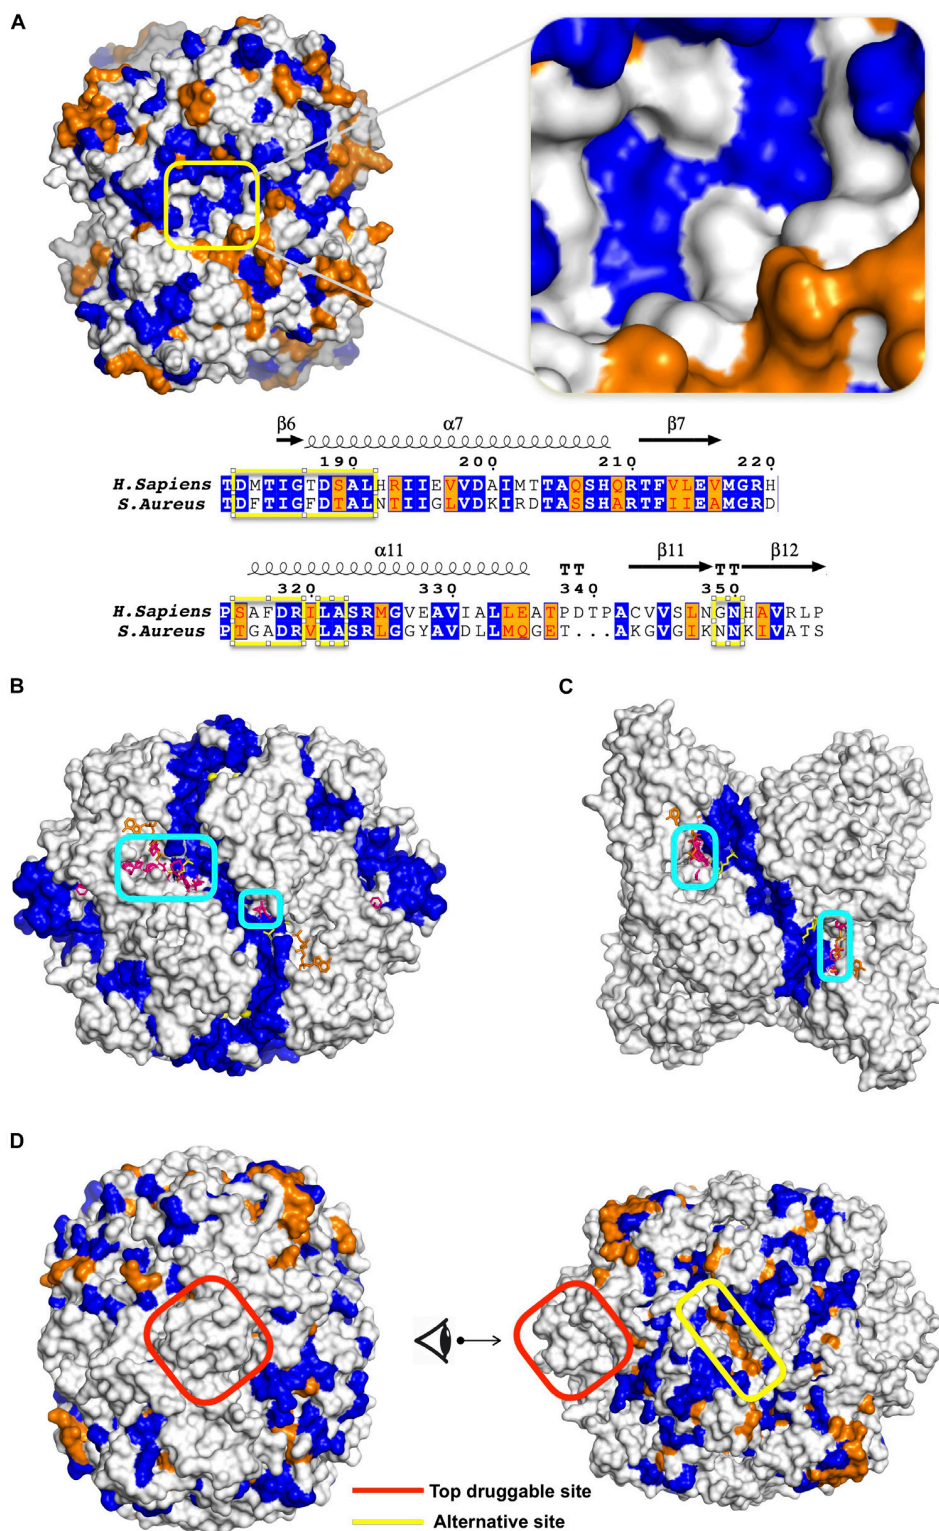 A
β6 α7 β7
190 200 210 220
H.Sapiens TDMTIGTDSALHRIIEVVDAIMTTAQSHQRTFVLEVMGRH
S.Aureus TDFTIGFDTALNTIIGLVDKIRDTASSHARTFIIEAMGRD
α11 TT β11 TT β12
320 330 340 350
H.Sapiens PSAFDRILASRMGVEAVIALLEATPDTPACVVSLNGNHAVRLP
S.Aureus PTGADRVLASRLGGYAVDLLMQGET...AKGVGIKNNKIVATS
B
C
D
Top druggable site
Alternative site